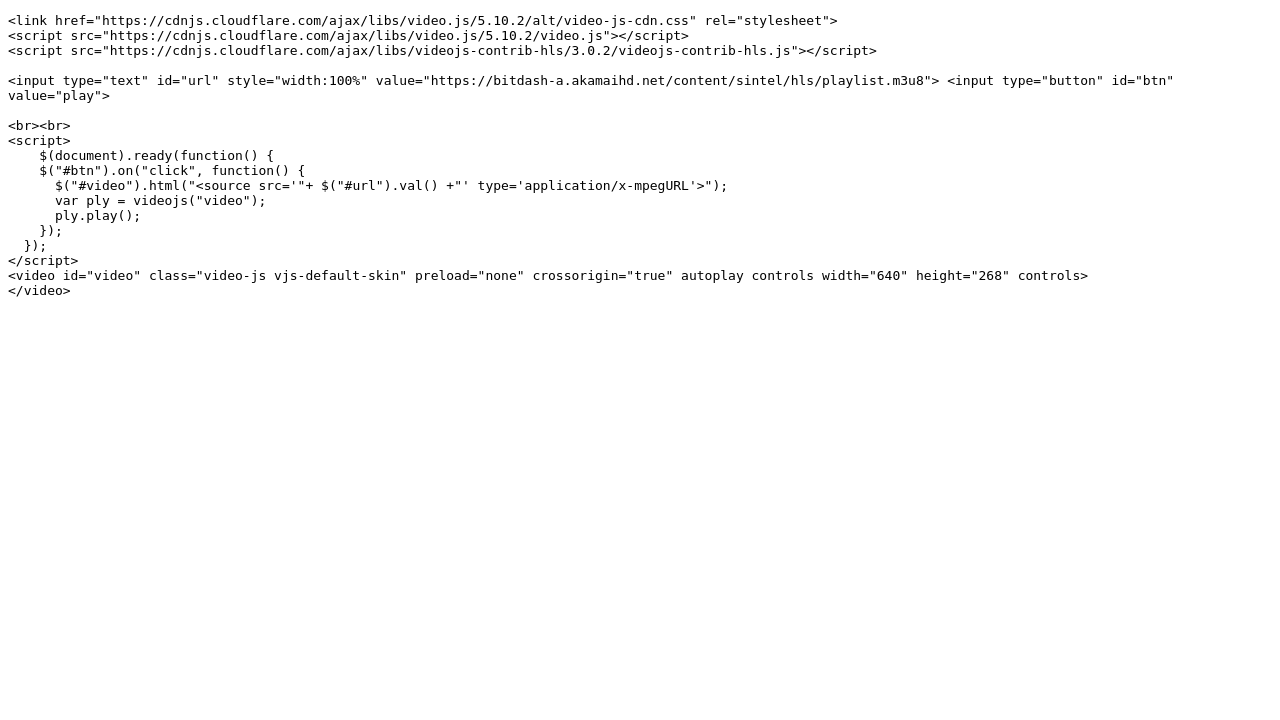 <link href="https://cdnjs.cloudflare.com/ajax/libs/video.js/5.10.2/alt/video-js-cdn.css" rel="stylesheet">
<script src="https://cdnjs.cloudflare.com/ajax/libs/video.js/5.10.2/video.js"></script>
<script src="https://cdnjs.cloudflare.com/ajax/libs/videojs-contrib-hls/3.0.2/videojs-contrib-hls.js"></script>

<input type="text" id="url" style="width:100%" value="https://bitdash-a.akamaihd.net/content/sintel/hls/playlist.m3u8"> <input type="button" id="btn"
value="play">

<br><br>
<script>
    $(document).ready(function() {
    $("#btn").on("click", function() {
      $("#video").html("<source src='"+ $("#url").val() +"' type='application/x-mpegURL'>");
      var ply = videojs("video");
      ply.play();
    });
  });
</script>
<video id="video" class="video-js vjs-default-skin" preload="none" crossorigin="true" autoplay controls width="640" height="268" controls>
</video>